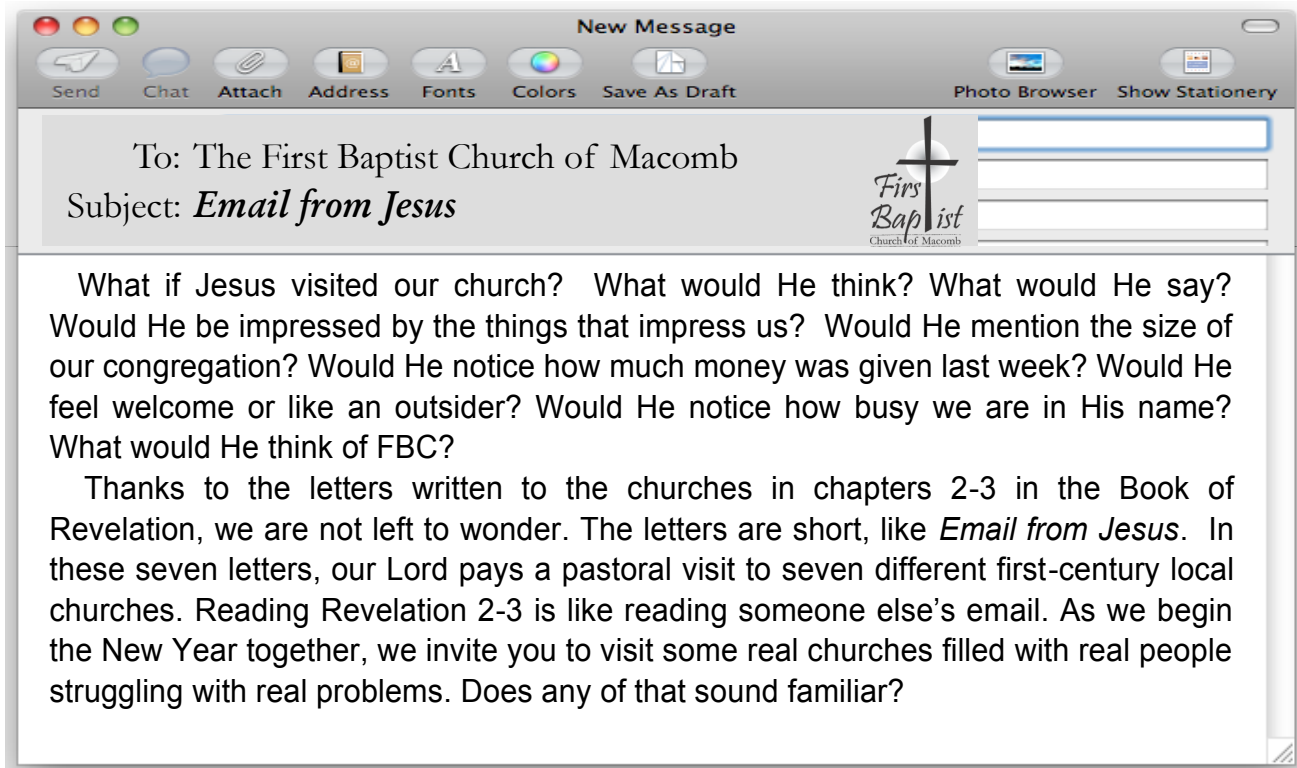 New Message
Send Chat Attach Address Fonts Colors Save As Draft Photo Browser Show Stationery
To: The First Baptist Church of Macomb
Subject: Email from Jesus
Firs
Bap ist
Church of Macomb
What if Jesus visited our church? What would He think? What would He say?
Would He be impressed by the things that impress us? Would He mention the size of
our congregation? Would He notice how much money was given last week? Would He
feel welcome or like an outsider? Would He notice how busy we are in His name?
What would He think of FBC?
Thanks to the letters written to the churches in chapters 2-3 in the Book of
Revelation, we are not left to wonder. The letters are short, like Email from Jesus. In
these seven letters, our Lord pays a pastoral visit to seven different first-century local
churches. Reading Revelation 2-3 is like reading someone else’s email. As we begin
the New Year together, we invite you to visit some real churches filled with real people
struggling with real problems. Does any of that sound familiar?